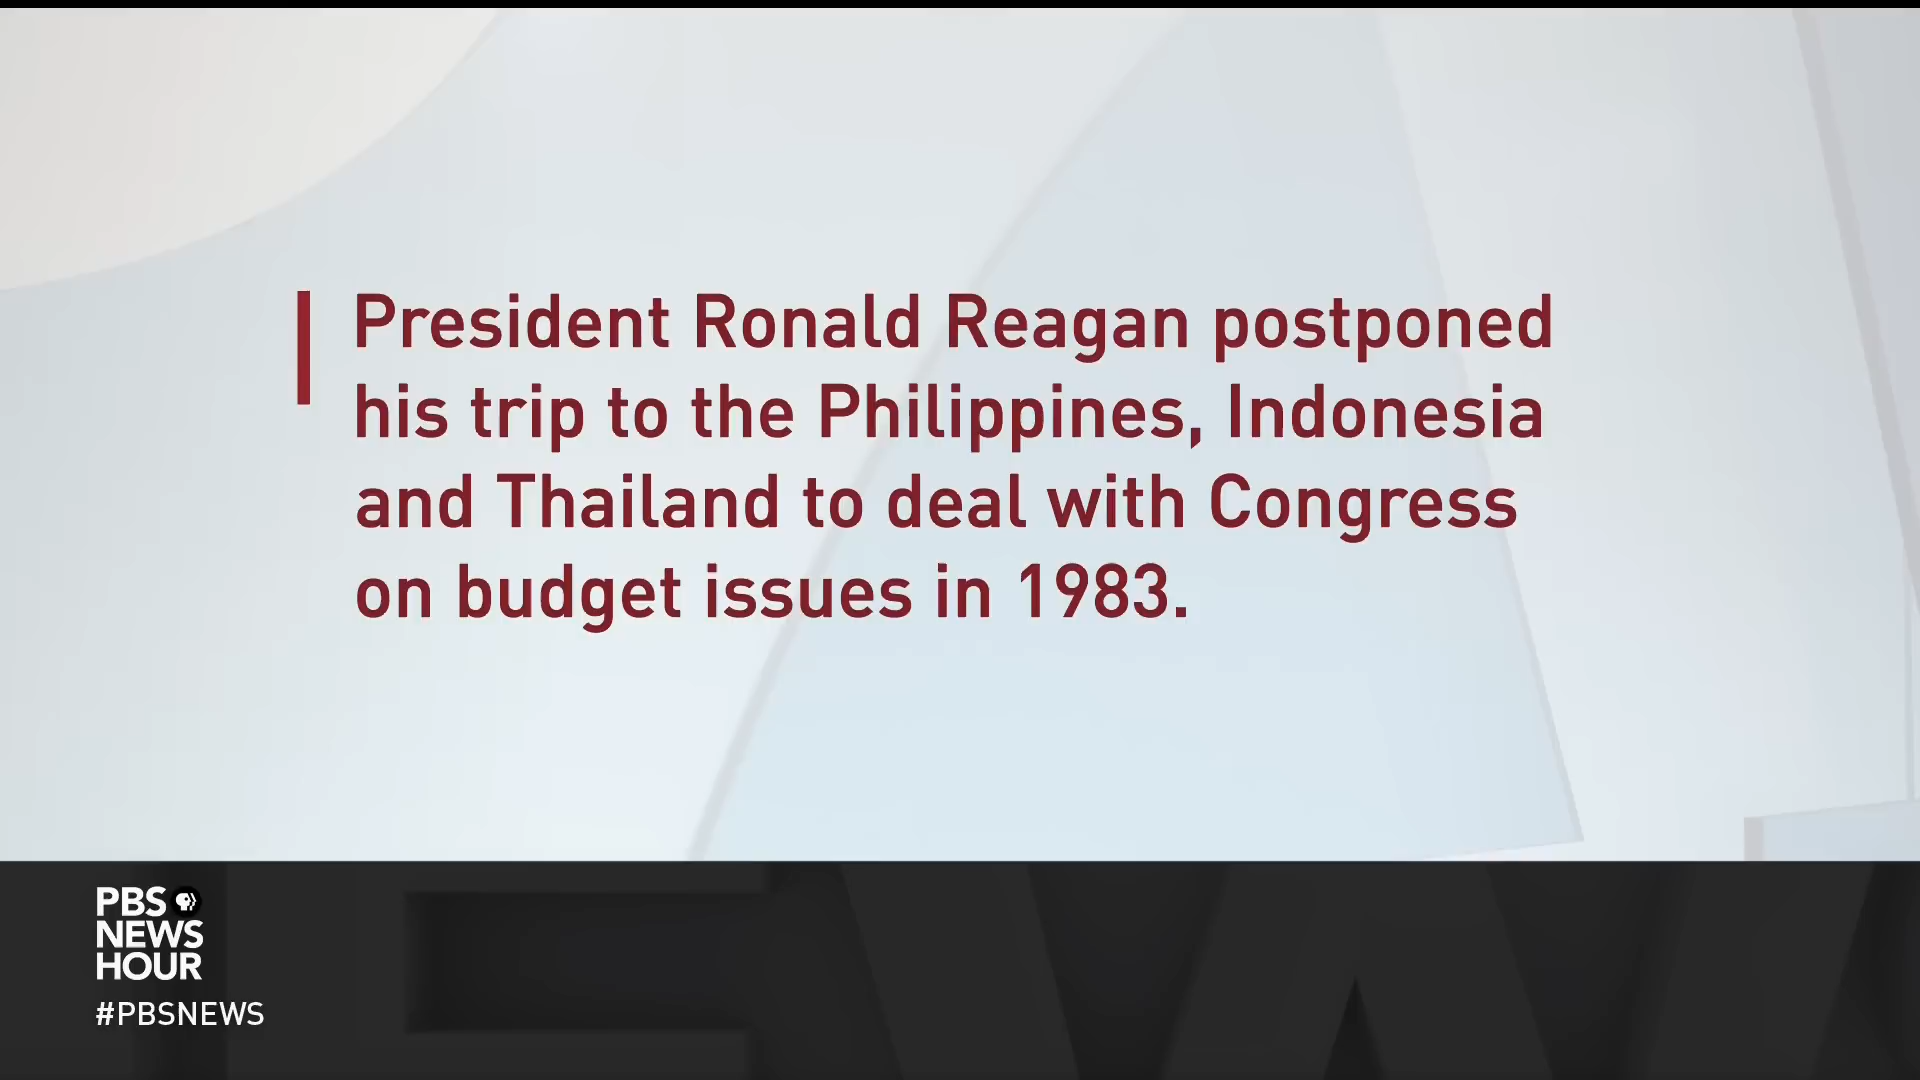 President Ronald Reagan postponed
his trip to the Philippines, Indonesia
and Thailand to deal with Congress
on budget issues in 1983.
PBS
NEWS
HOUR
#PBSNEWS